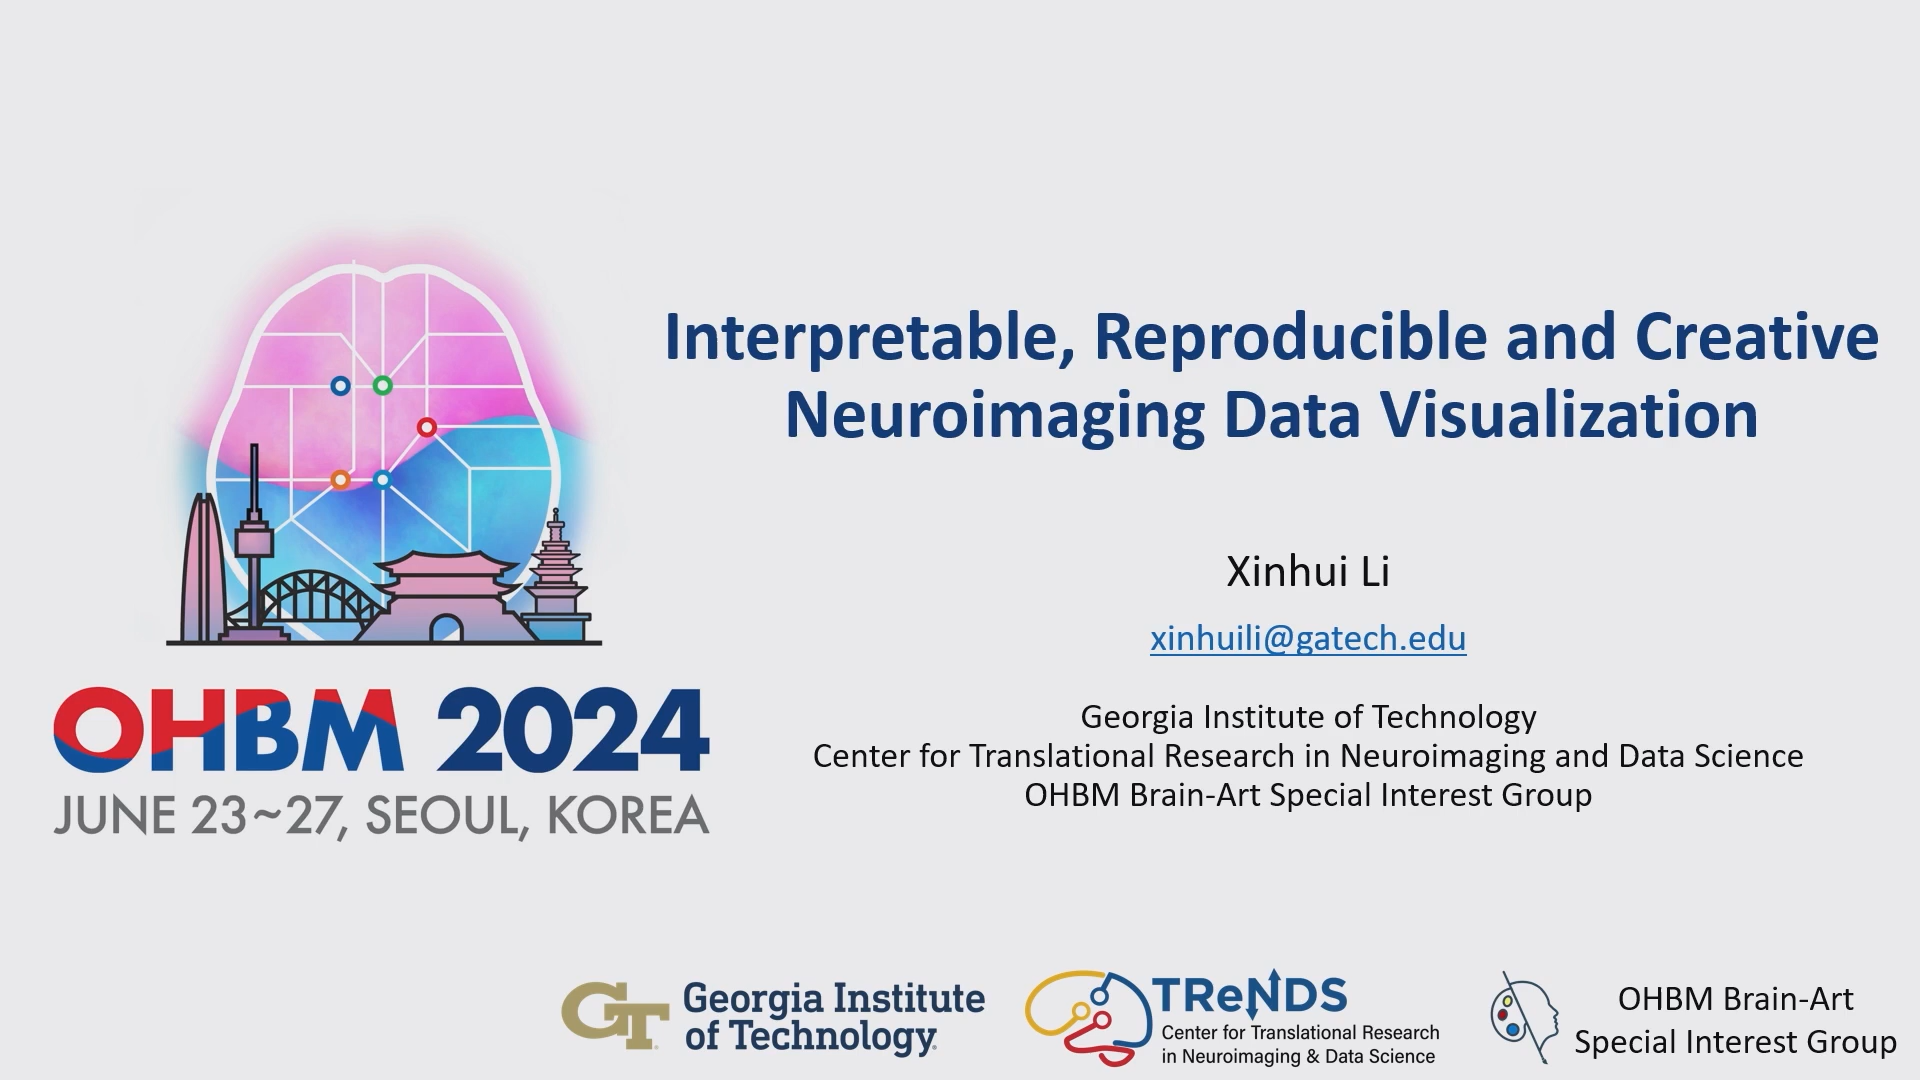 Interpretable, Reproducible and Creative
Neuroimaging Data Visualization
Xinhui Li
xinhuili@gatech.edu
Georgia Institute of Technology
Center for Translational Research in Neuroimaging and Data Science
OHBM Brain-Art Special Interest Group
OHBM 2024
JUNE 23~27, SEOUL, KOREA
GT
Georgia Institute
of Technology
TReNDS
Center for Translational Research
in Neuroimaging & Data Science
OHBM Brain-Art
Special Interest Group